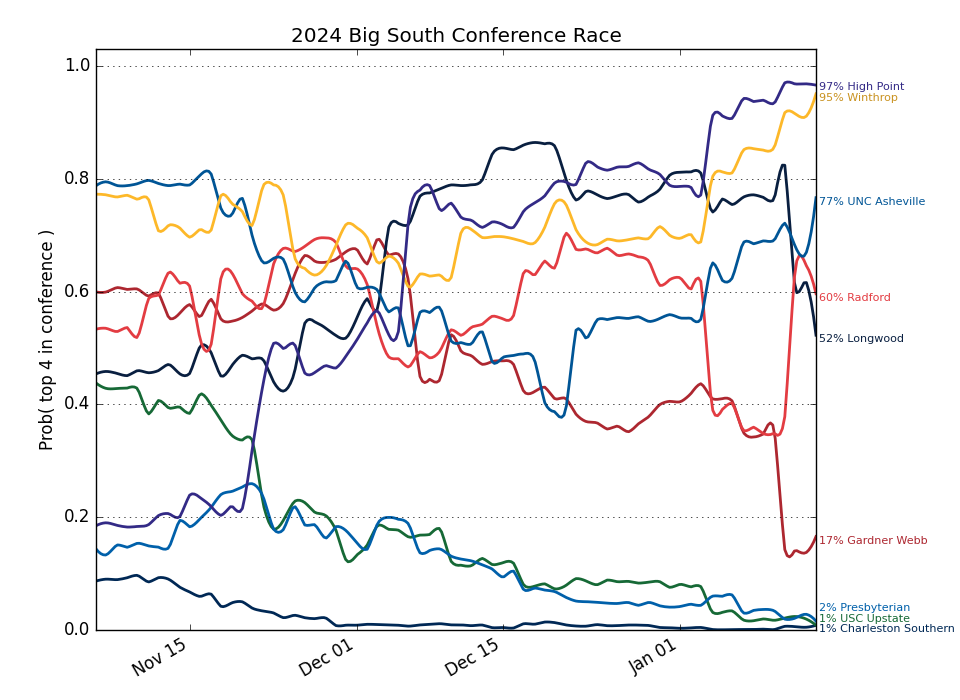 2024 Big South Conference Race
Prob( top 4 in conference )
1.0
0.8
0.6
0.4
0.2
0.0
Nov 15
Dec 01
Dec 15
Jan 01
97% High Point
95% Winthrop
77% UNC Asheville
60% Radford
52% Longwood
17% Gardner Webb
2% Presbyterian
1% USC Upstate
1% Charleston Southern